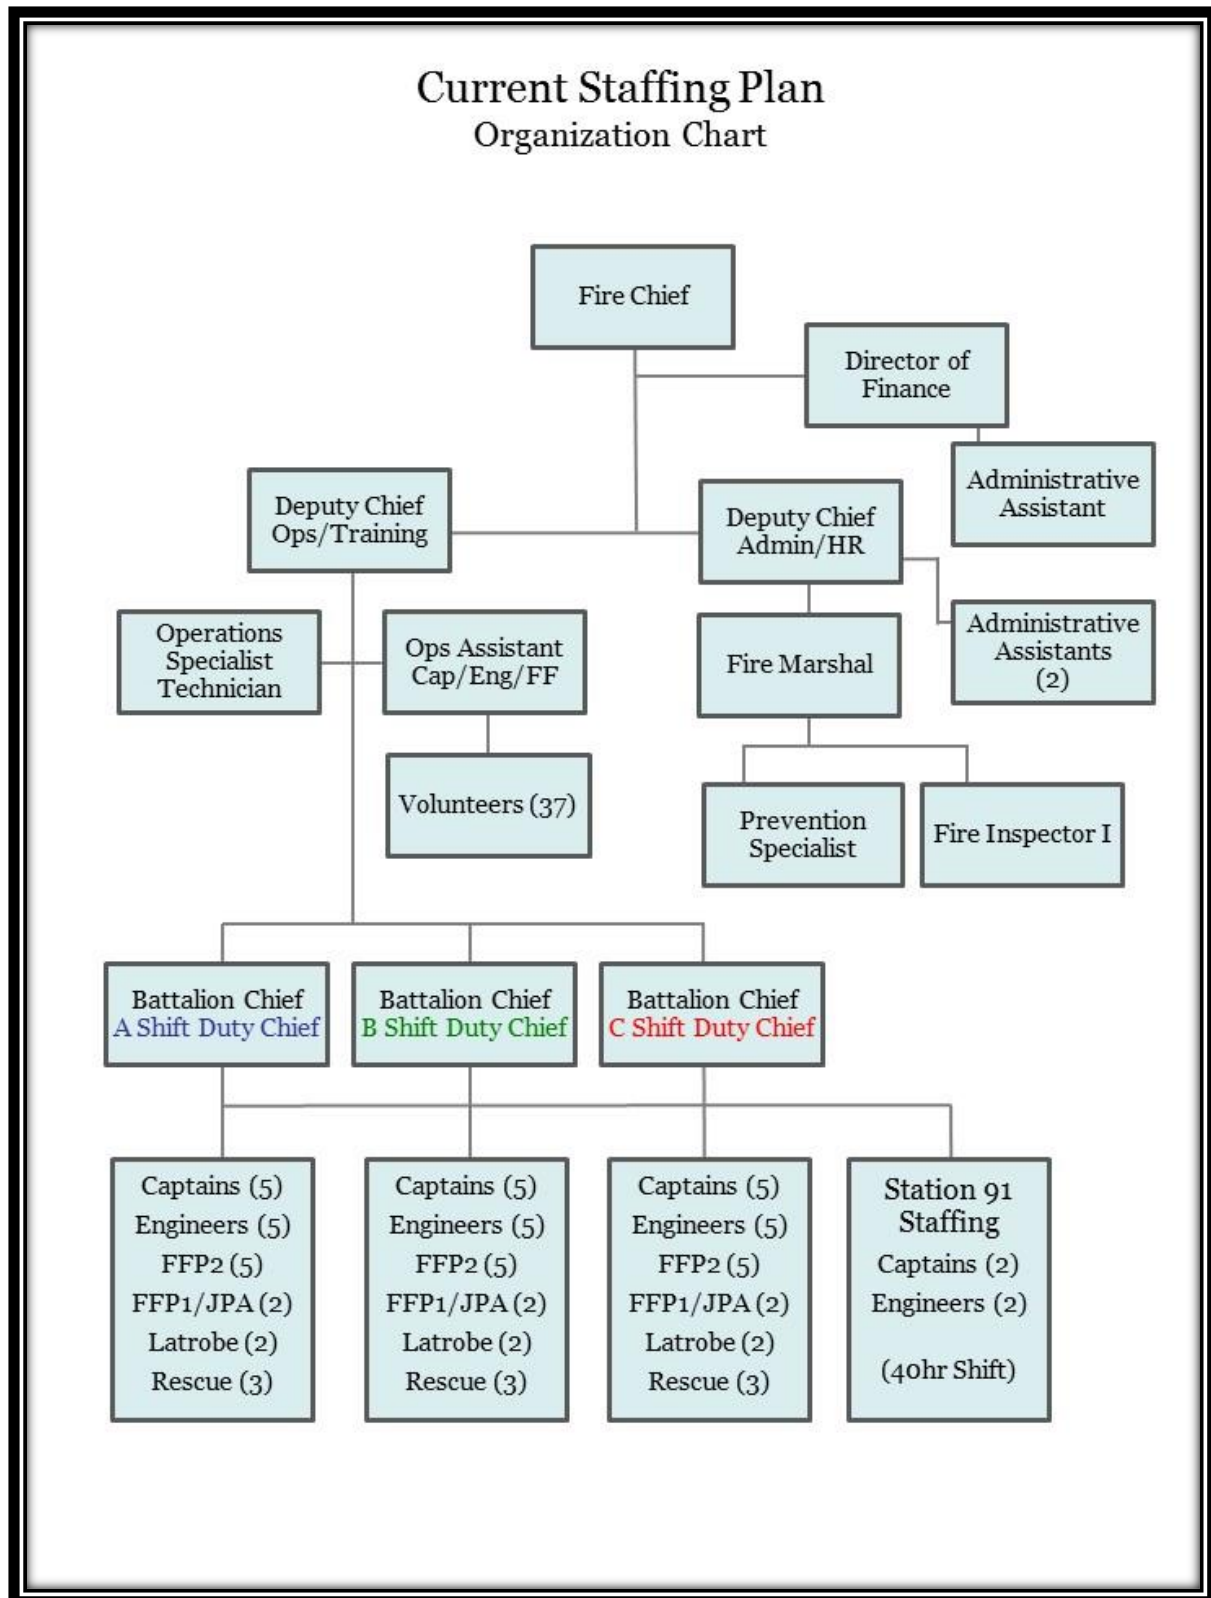 Current Staffing Plan
Organization Chart
Fire Chief
Director of
Finance
Administrative
Assistant
Deputy Chief
Ops/Training
Deputy Chief
Admin/HR
Operations
Specialist
Technician
Ops Assistant
Cap/Eng/FF
Fire Marshal
Administrative
Assistants
(2)
Volunteers (37)
Prevention
Specialist
Fire Inspector I
Battalion Chief
A Shift Duty Chief
Battalion Chief
B Shift Duty Chief
Battalion Chief
C Shift Duty Chief
Captains (5)
Engineers (5)
FFP2 (5)
FFP1/JPA (2)
Latrobe (2)
Rescue (3)
Captains (5)
Engineers (5)
FFP2 (5)
FFP1/JPA (2)
Latrobe (2)
Rescue (3)
Captains (5)
Engineers (5)
FFP2 (5)
FFP1/JPA (2)
Latrobe (2)
Rescue (3)
Station 91
Staffing
Captains (2)
Engineers (2)
(40hr Shift)